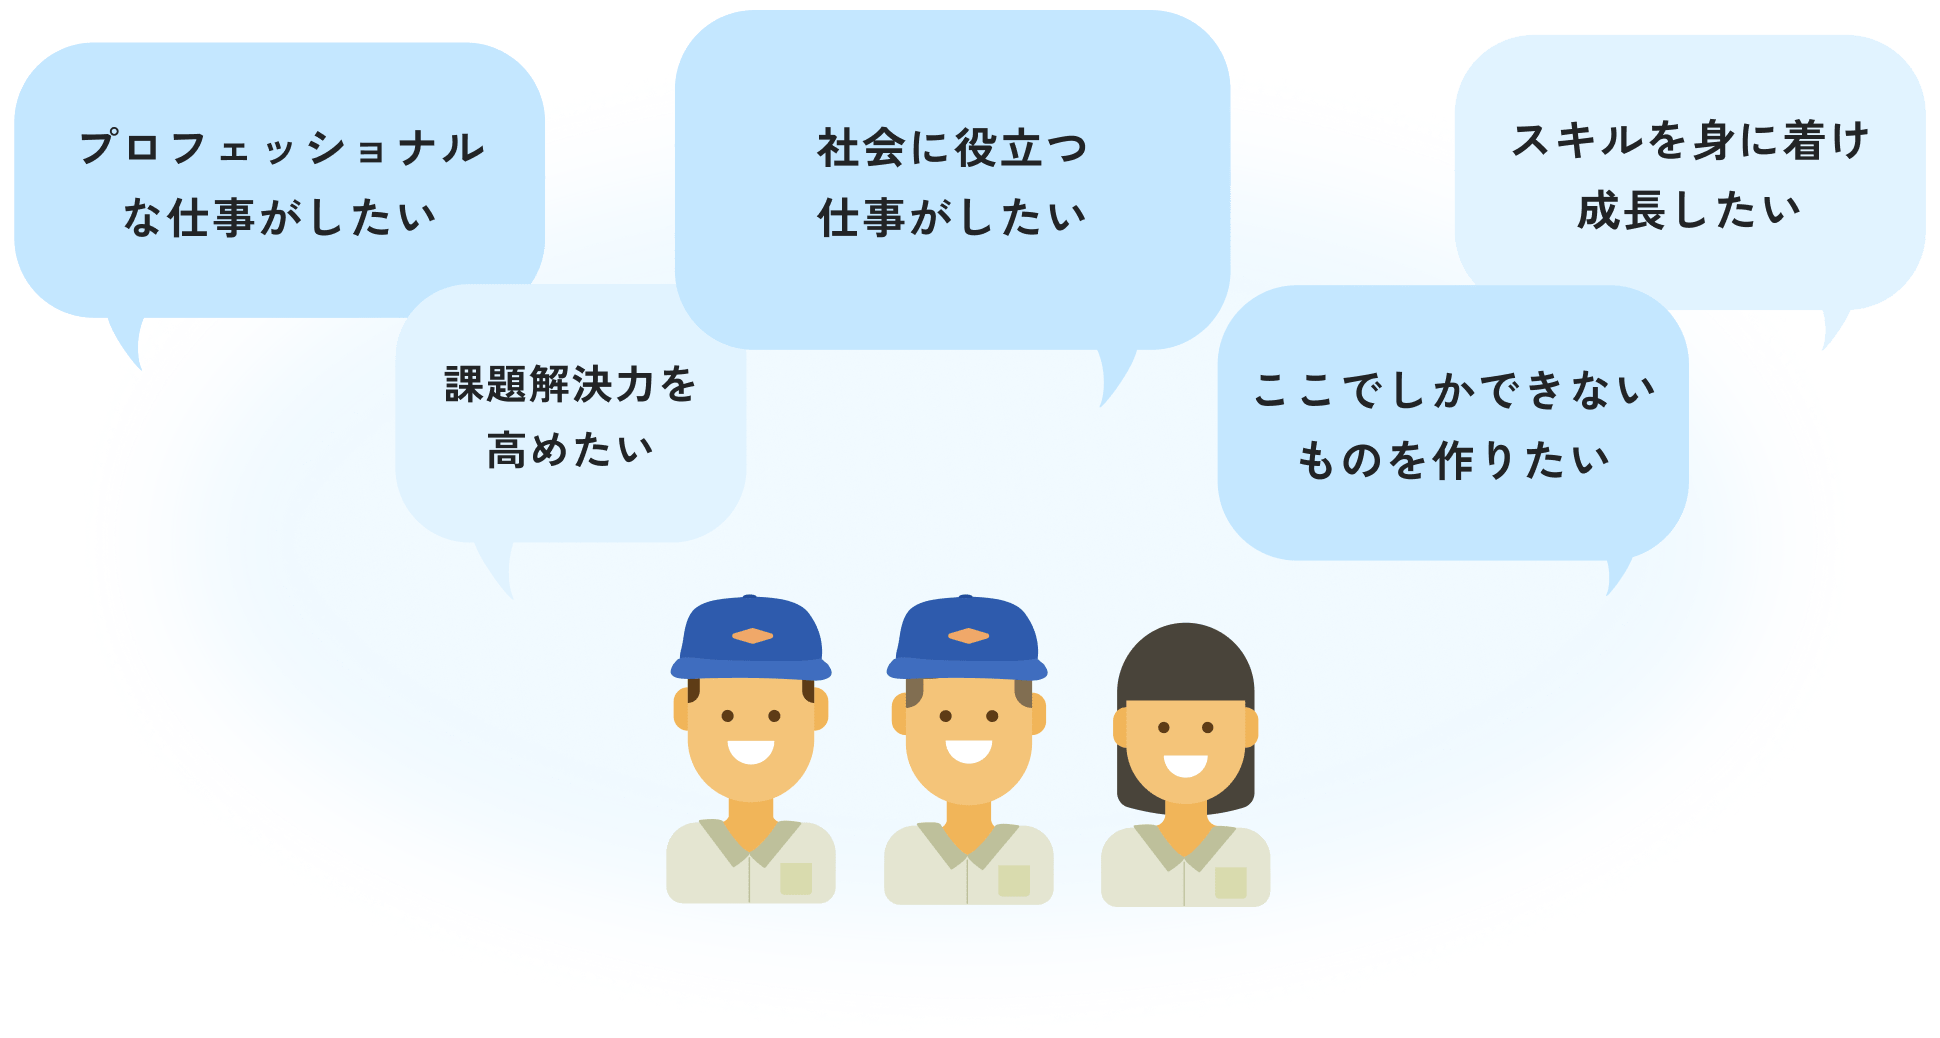 プロフェッショナル
な仕事がしたい
社会に役立つ
仕事がしたい
スキルを身に着け
成長したい
課題解決力を
高めたい
ここでしかできない
ものを作りたい